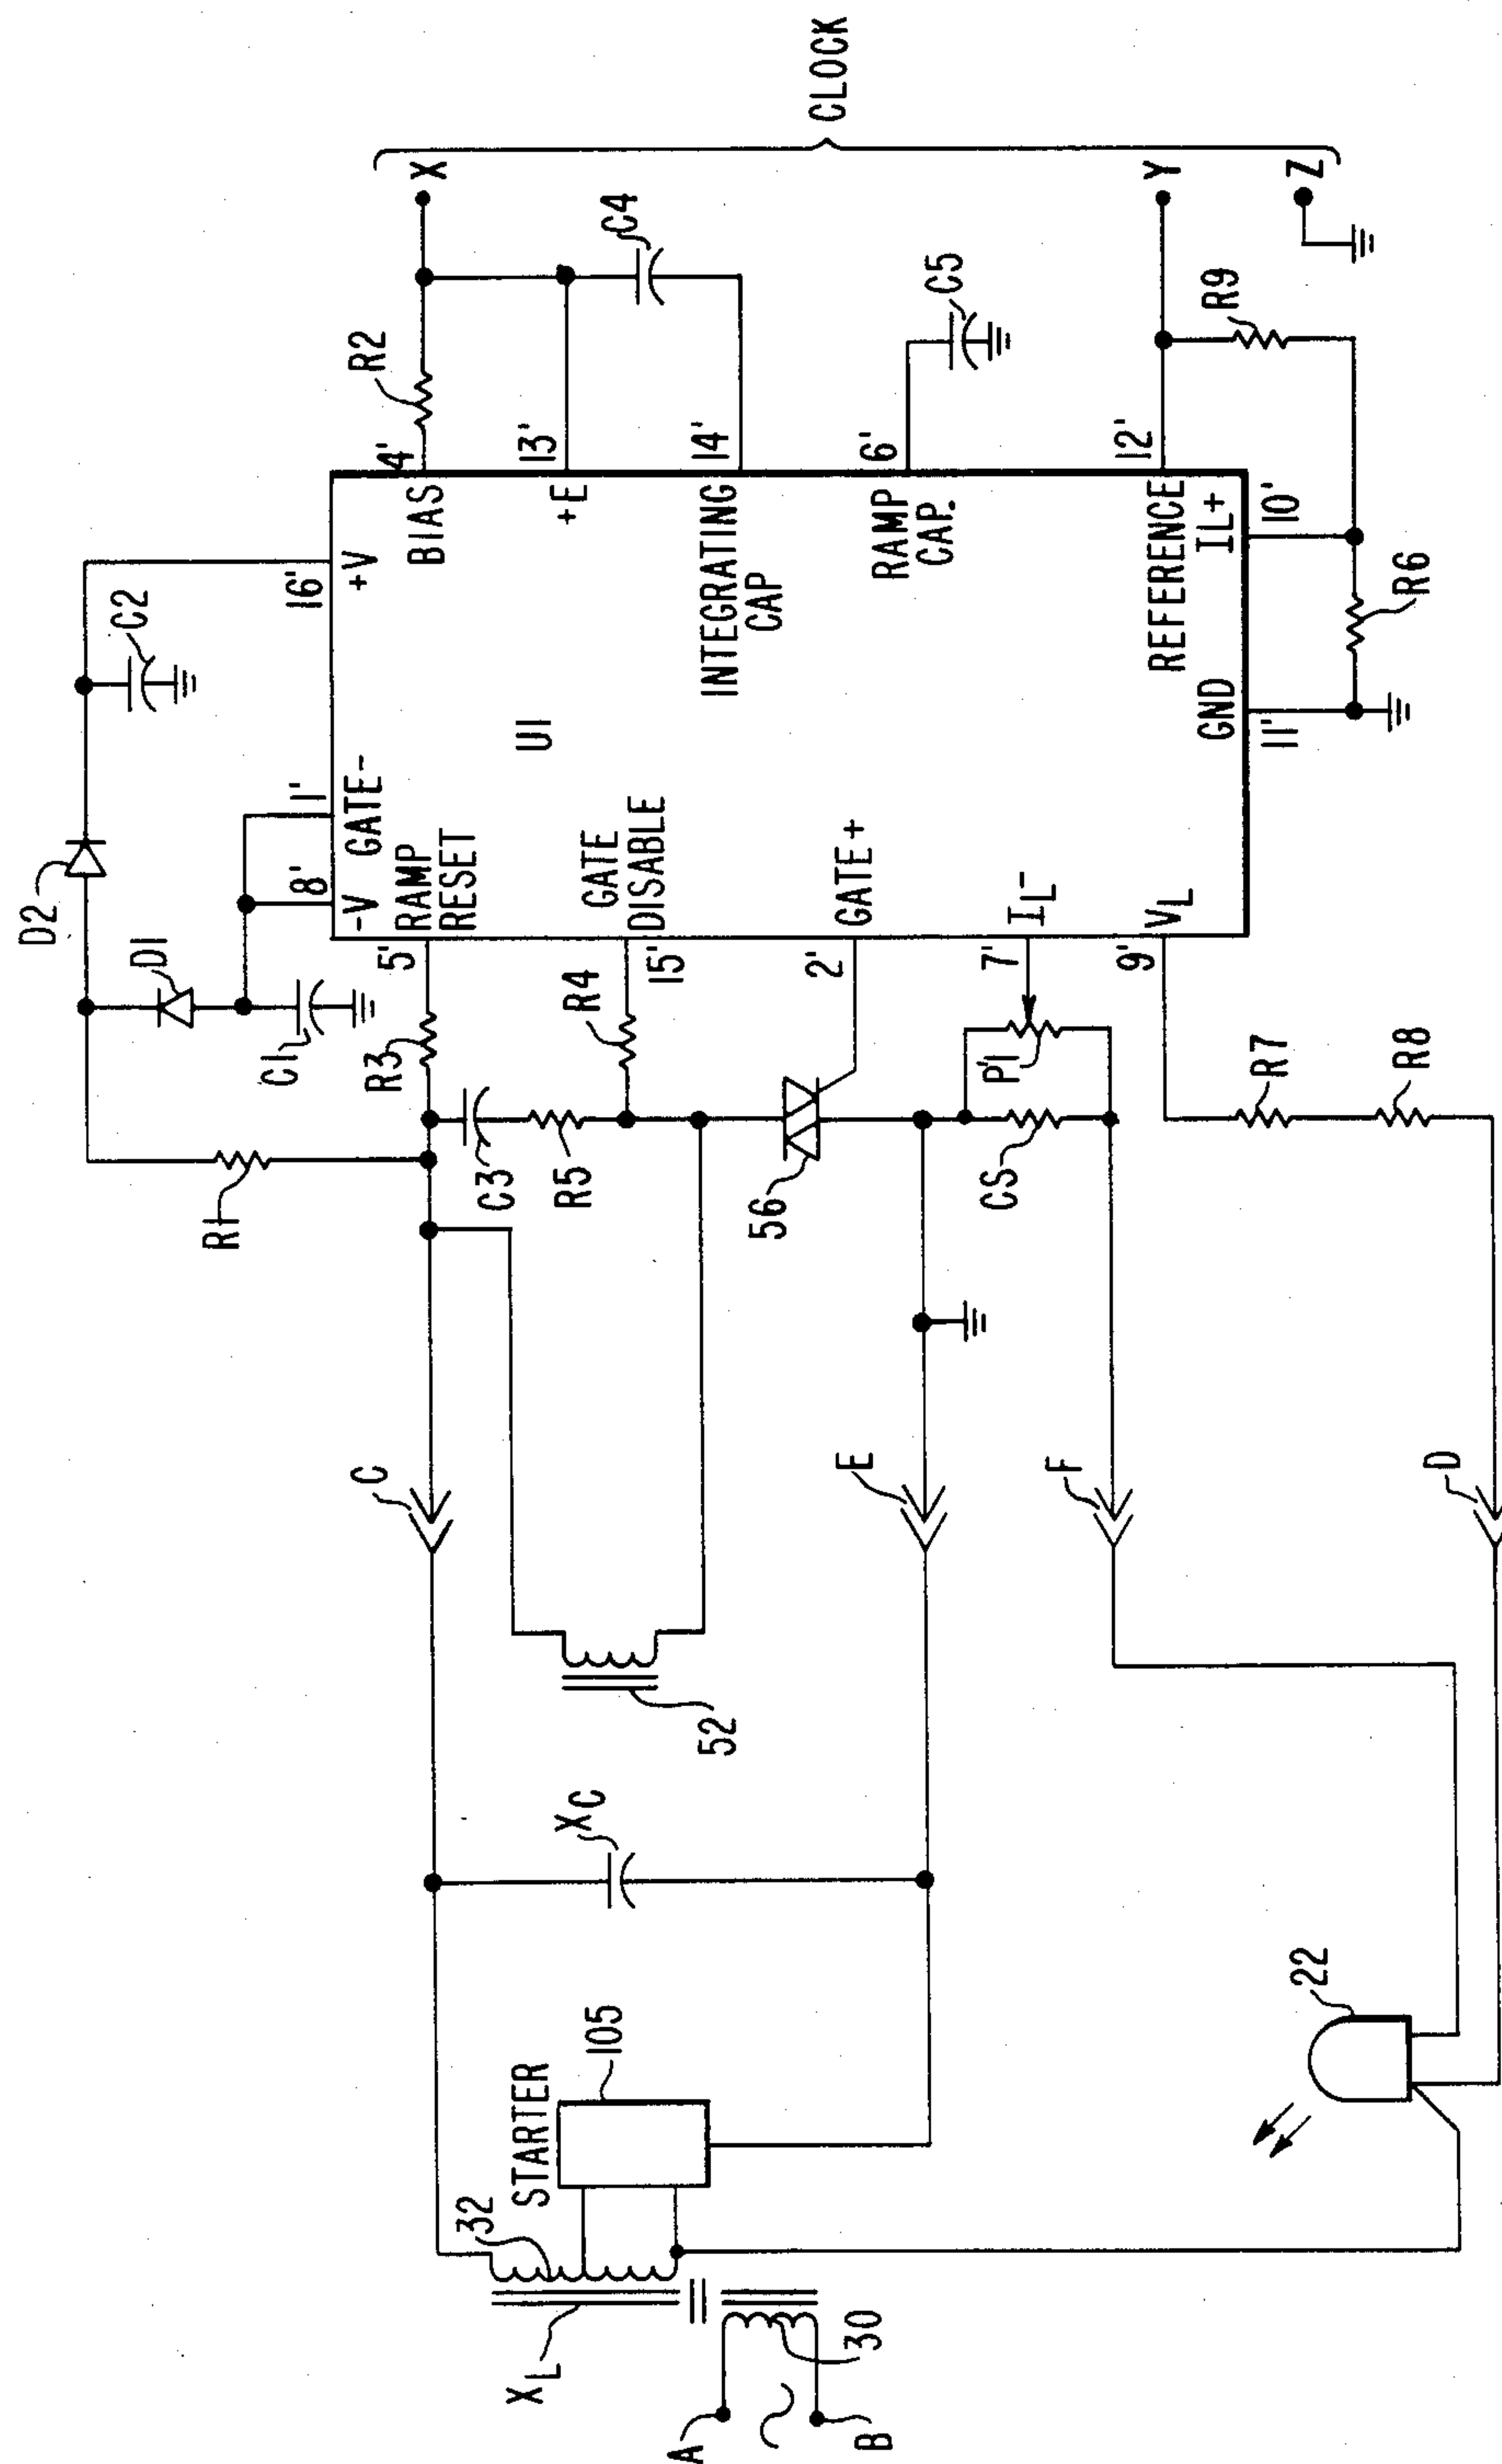 D2
C2
D1
C1
R1
8'
1'
16'
-V
GATE-
+V
U1
5'
RAMP
RESET
R3
C3
R5
R4
15'
GATE
DISABLE
56
2'
GATE+
CS
P1
7'
IL-
9'
VL
R7
R8
4'
BIAS
R2
X
13'
+E
C4
14'
INTEGRATING
CAP
6'
RAMP
CAP.
C5
12'
REFERENCE
Y
R9
10'
IL+
R6
GND
11'
Z
CLOCK
C
E
F
D
52
XC
STARTER
105
32
XL
30
A
B
22